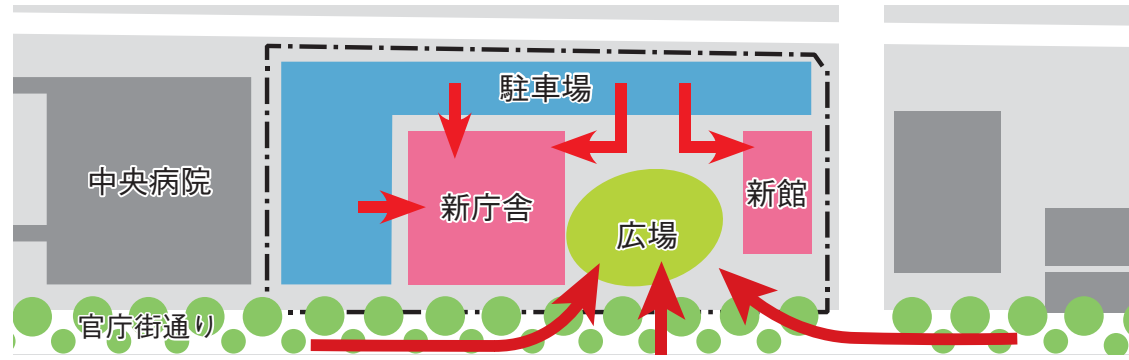 駐車場
中央病院
新庁舎
新館
広場
官庁街通り